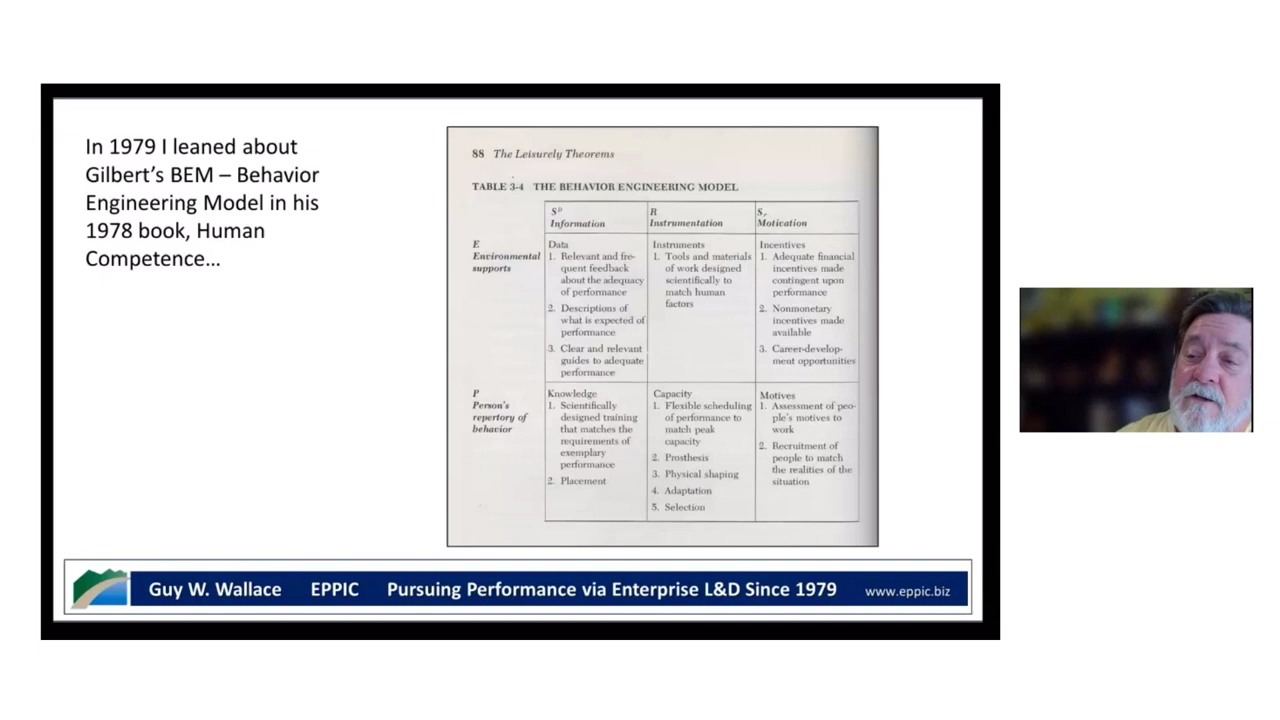 In 1979 I leaned about
Gilbert's BEM – Behavior
Engineering Model in his
1978 book, Human
Competence...
88 The Leisurely Theorems
TABLE 3-4 THE BEHAVIOR ENGINEERING MODEL
S^D
Information
R
Instrumentation
S_r
Motication
E
Environmental
supports
Data
1. Relevant and fre-
quent feedback
about the adequacy
of performance
2. Descriptions of
what is expected of
performance
3. Clear and relevant
guides to adequate
performance
Instruments
1. Tools and materials
of work designed
scientifically to
match human
factors
Incentives
1. Adequate financial
incentives made
contingent upon
performance
2. Nonmonetary
incentives made
available
3. Career-develop-
ment opportunities
P
Person's
repertory of
behavior
Knowledge
1. Scientifically
designed training
that matches the
requirements of
exemplary
performance
2. Placement
Capacity
1. Flexible scheduling
of performance to
match peak
capacity
2. Prosthesis
3. Physical shaping
4. Adaptation
5. Selection
Motives
1. Assessment of peo-
ple's motives to
work
2. Recruitment of
people to match
the realities of the
situation
Guy W. Wallace EPPIC Pursuing Performance via Enterprise L&D Since 1979 www.eppic.biz